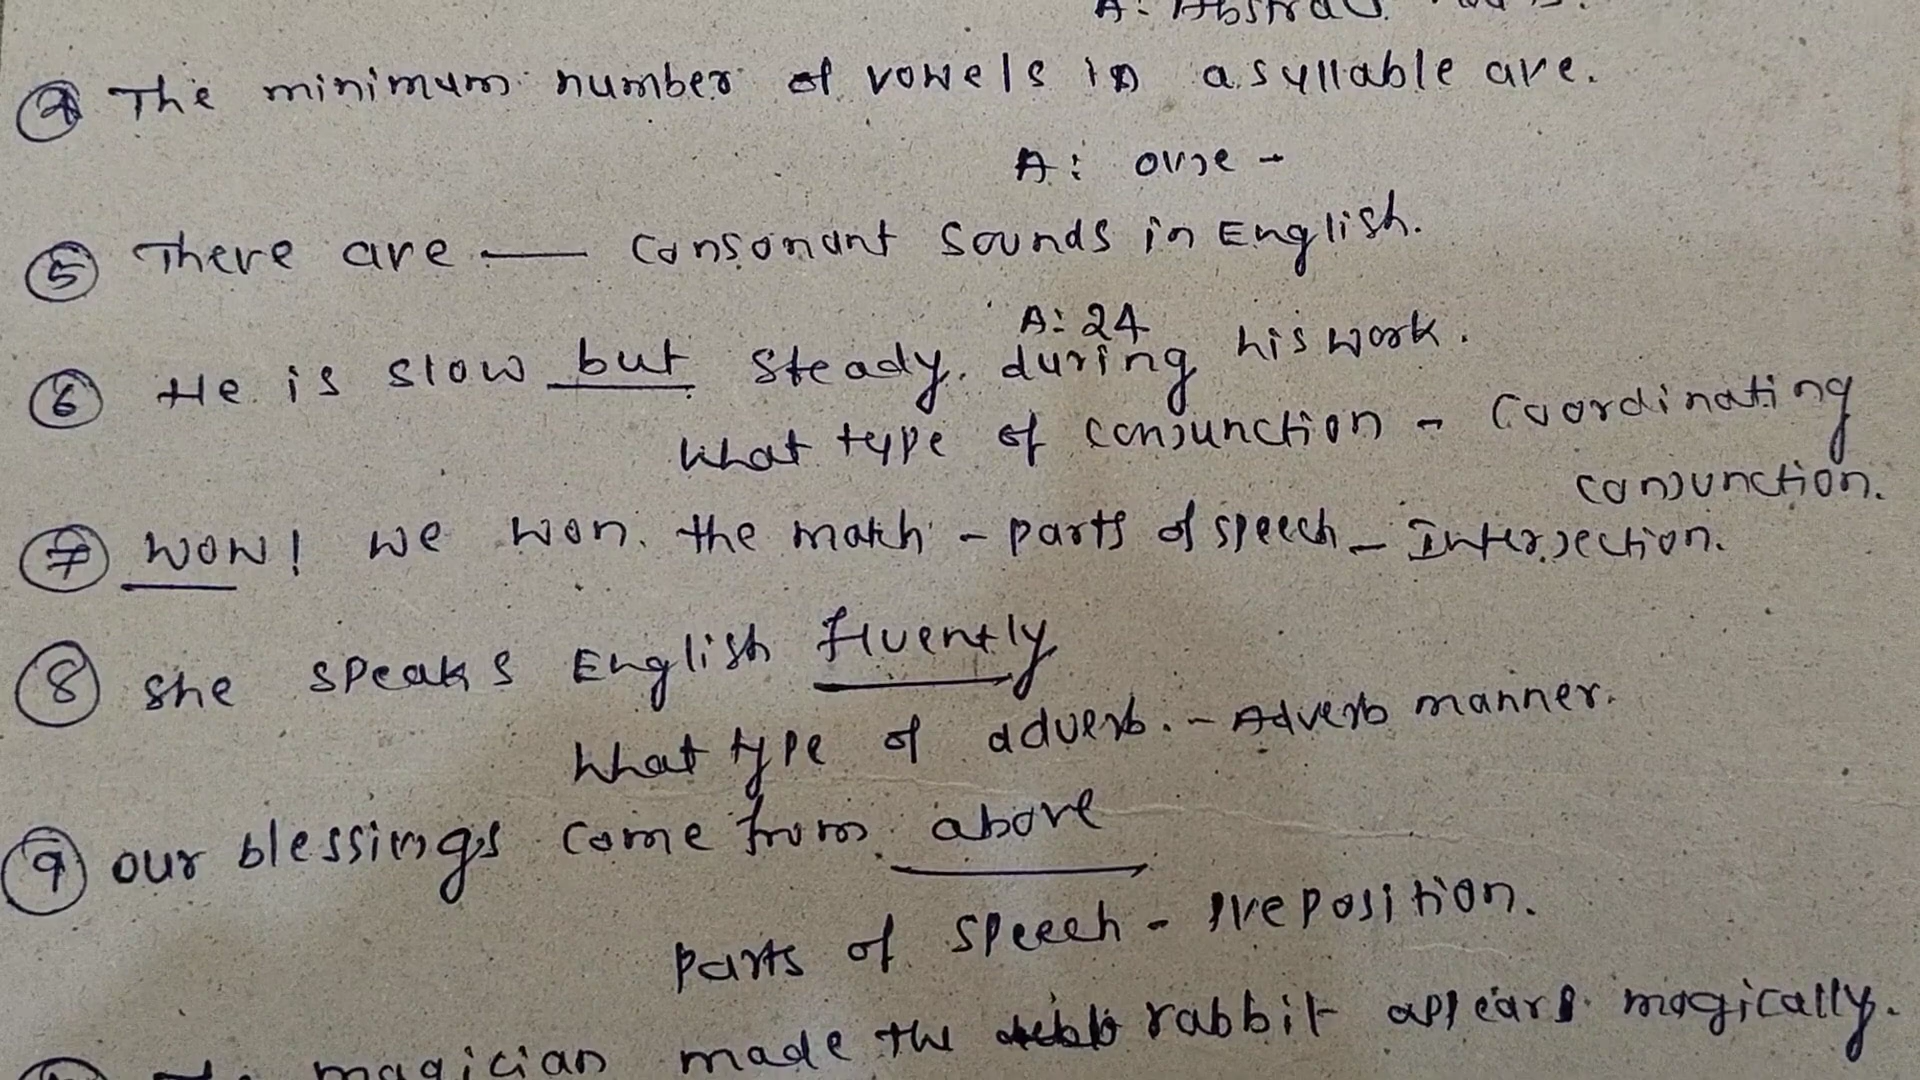 A: Abstract
④ The minimum number of vowels in a syllable are.
A: one -
⑤ There are —— consonant sounds in English.
A: 24
⑥ He is slow but steady. during his work.
What type of conjunction - Coordinating
conjunction.
⑦ Wow! We won the match - parts of speech - Interjection.
⑧ She speaks English fluently
What type of adverb. - Adverb manner.
⑨ our blessings come from above
parts of speech - preposition.
magician made the rabbit appears magically.